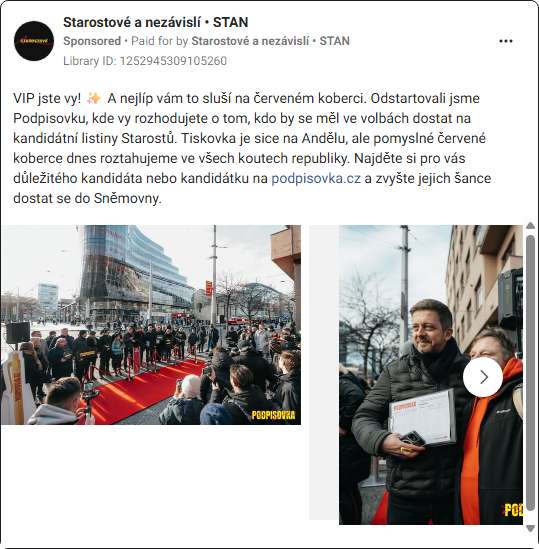 Starostové a nezávislí • STAN
Sponsored • Paid for by Starostové a nezávislí • STAN
Library ID: 1252945309105260
VIP jste vy! ✨ A nejlíp vám to sluší na červeném koberci. Odstartovali jsme
Podpisovku, kde vy rozhodujete o tom, kdo by se měl ve volbách dostat na
kandidátní listiny Starostů. Tiskovka je sice na Andělu, ale pomyslné červené
koberce dnes roztahujeme ve všech koutech republiky. Najděte si pro vás
důležitého kandidáta nebo kandidátku na podpisovka.cz a zvyšte jejich šance
dostat se do Sněmovny.
PODPISOVKA
POD